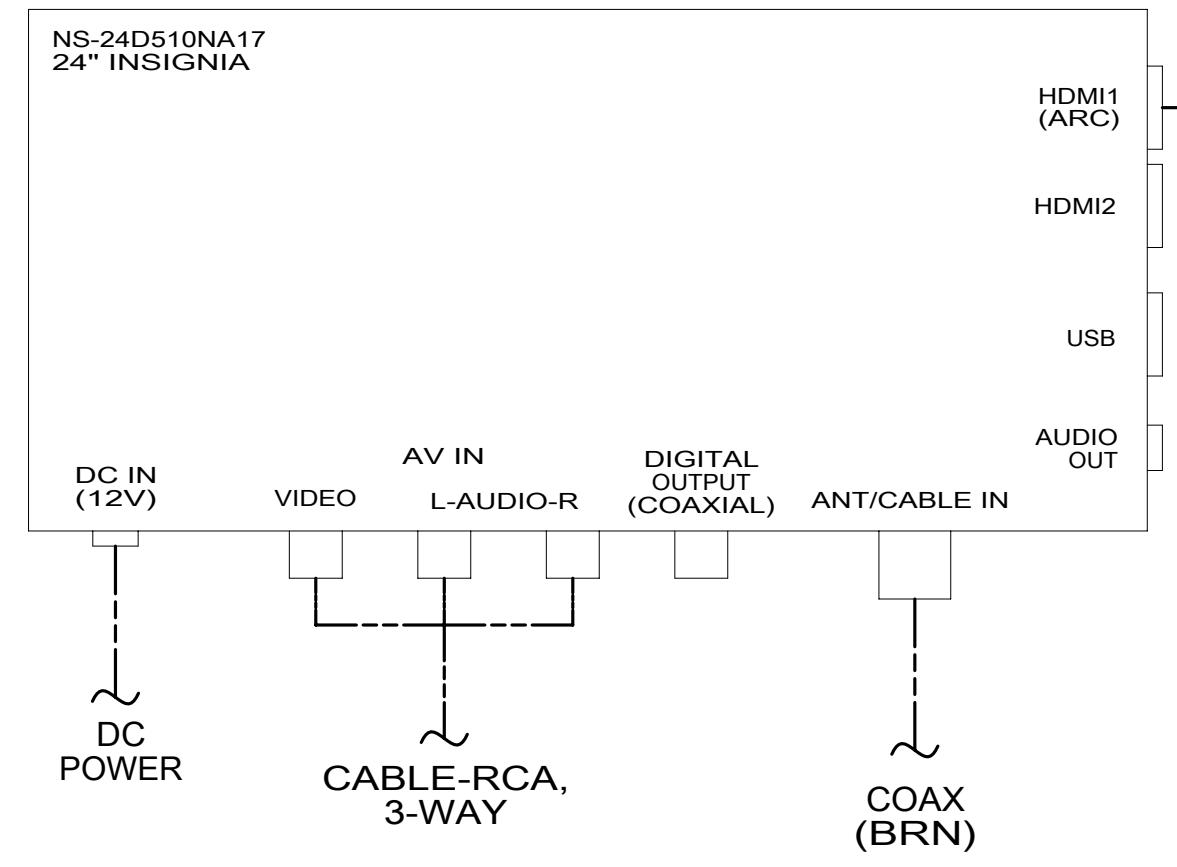 NS-24D510NA17
24" INSIGNIA
HDMI1
(ARC)
HDMI2
USB
AUDIO
OUT
DC IN
(12V)
VIDEO
AV IN
L-AUDIO-R
DIGITAL
OUTPUT
(COAXIAL)
ANT/CABLE IN
DC
POWER
CABLE-RCA,
3-WAY
COAX
(BRN)